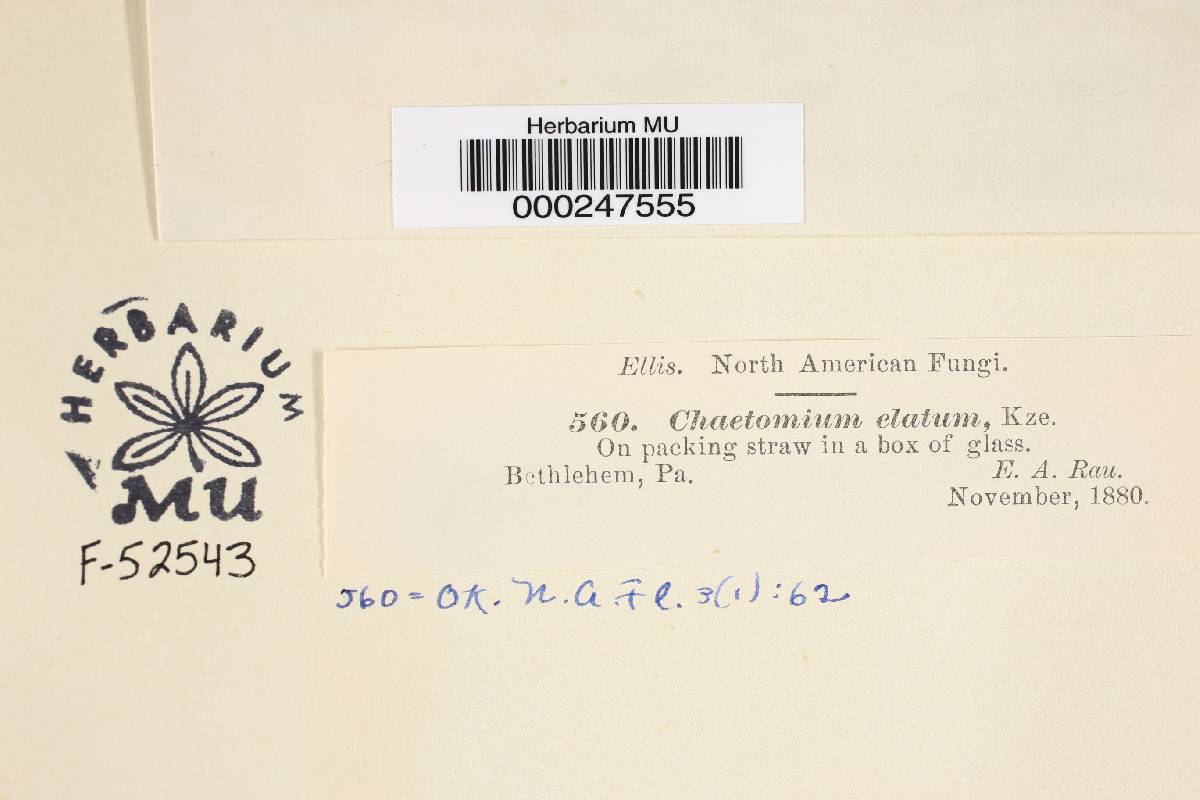 Herbarium MU
000247555
HERBARIUM
MU
F-52543
Ellis. North American Fungi.
560. Chaetomium elatum, Kze.
On packing straw in a box of glass.
Bethlehem, Pa. E. A. Rau.
November, 1880.
560 = OK. N.A.Fl. 3(1):62